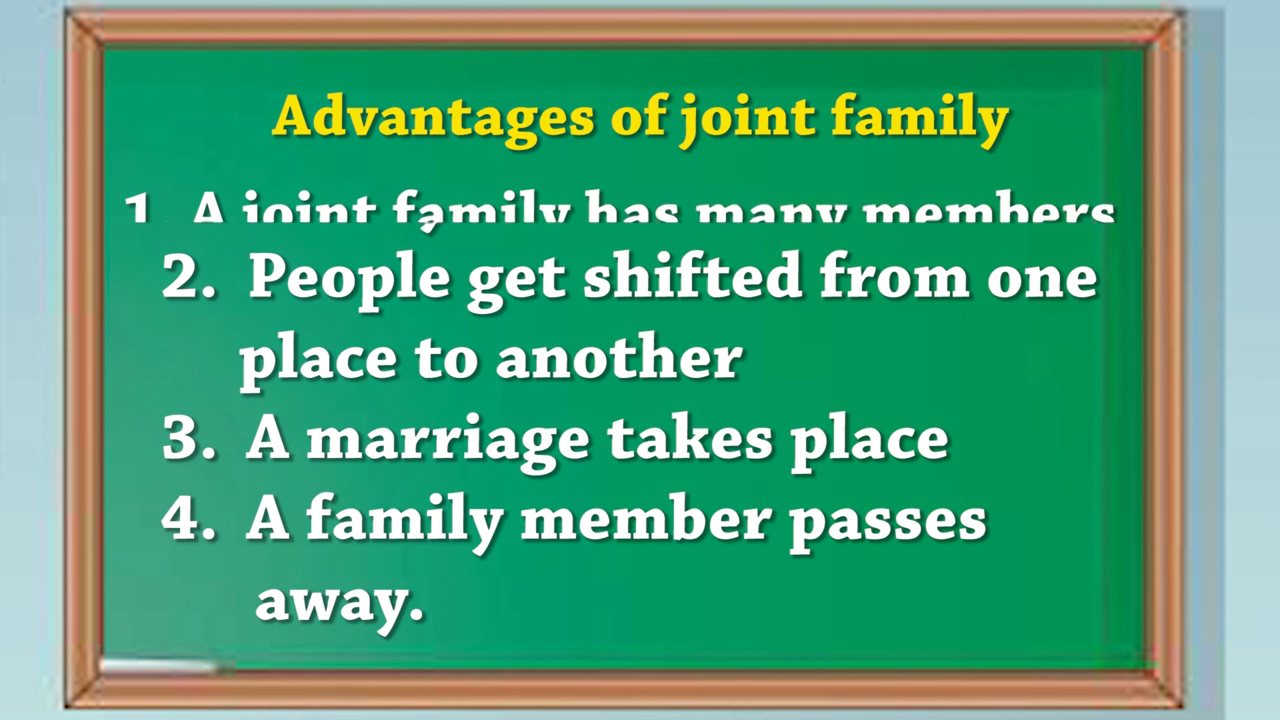 Advantages of joint family
1. A joint family has many members
2. People get shifted from one
place to another
3. A marriage takes place
4. A family member passes
away.